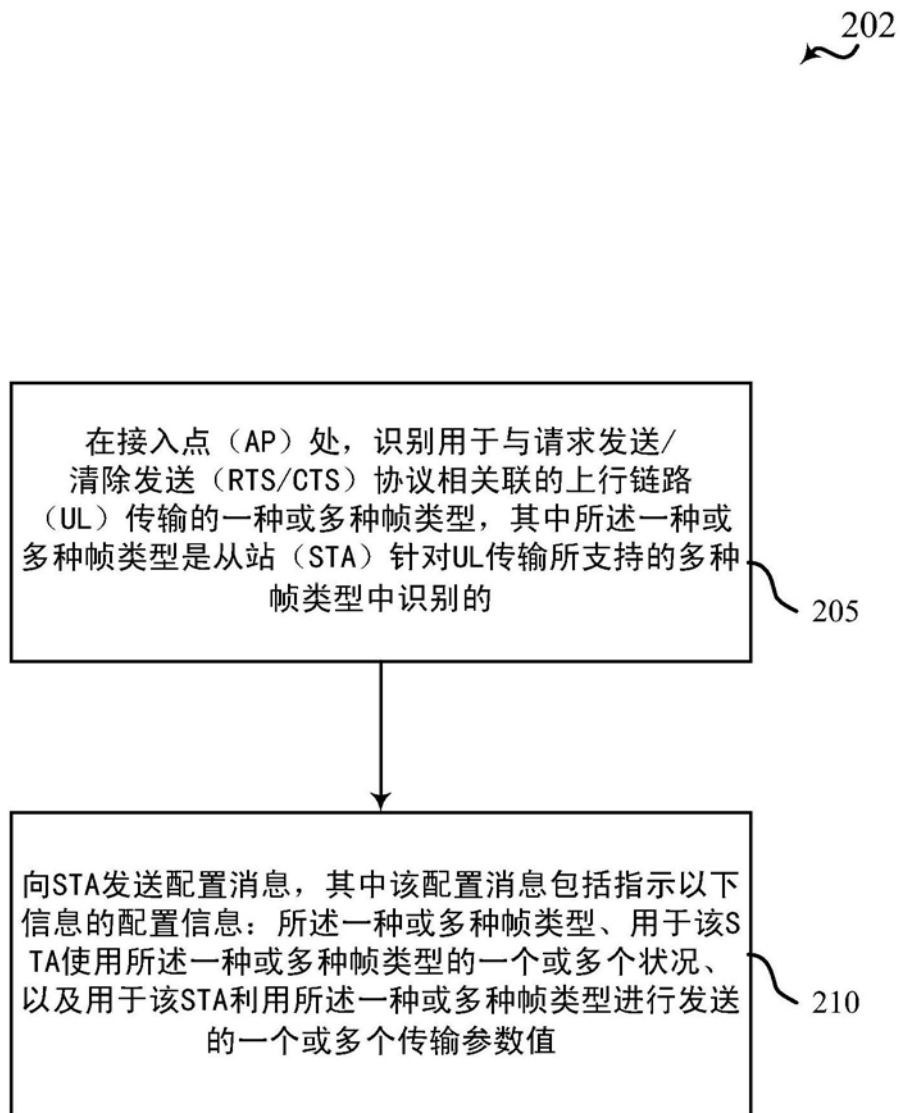 202
在接入点（AP）处，识别用于与请求发送/
清除发送（RTS/CTS）协议相关联的上行链路
（UL）传输的一种或多种帧类型，其中所述一种或
多种帧类型是从站（STA）针对UL传输所支持的多种
帧类型中识别的
205
向STA发送配置消息，其中该配置消息包括指示以下
信息的配置信息：所述一种或多种帧类型、用于该S
TA使用所述一种或多种帧类型的一个或多个状况、
以及用于该STA利用所述一种或多种帧类型进行发送
的一个或多个传输参数值
210